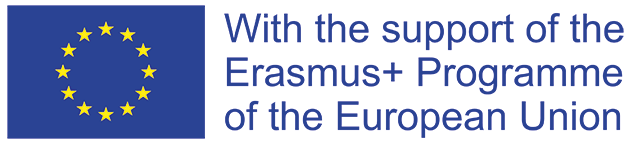 With the support of the
Erasmus+ Programme
of the European Union